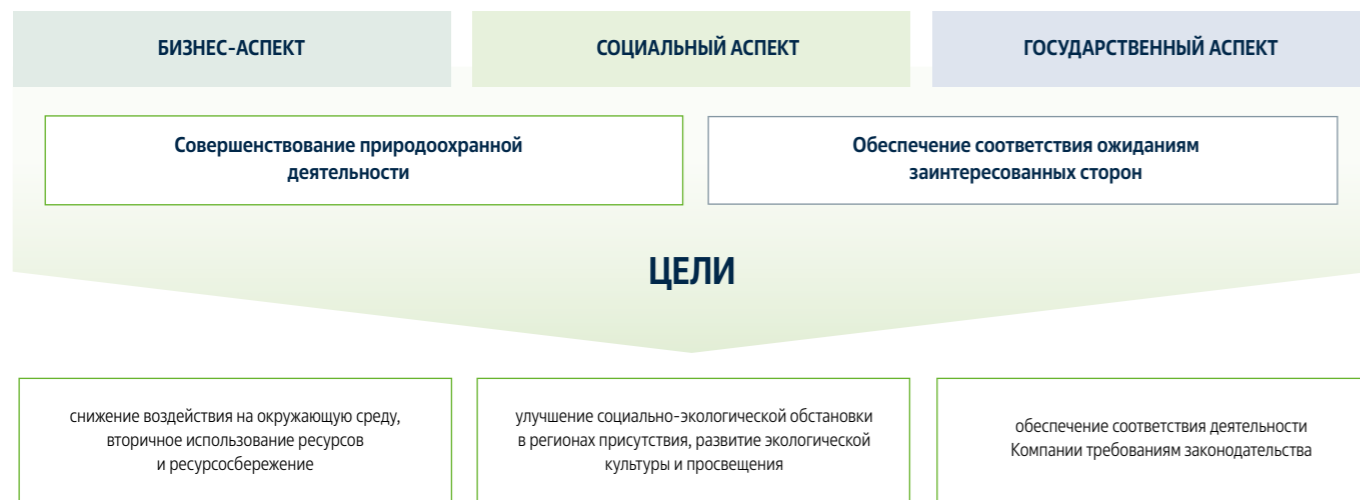 БИЗНЕС-АСПЕКТ
СОЦИАЛЬНЫЙ АСПЕКТ
ГОСУДАРСТВЕННЫЙ АСПЕКТ
Совершенствование природоохранной
деятельности
Обеспечение соответствия ожиданиям
заинтересованных сторон
ЦЕЛИ
снижение воздействия на окружающую среду,
вторичное использование ресурсов
и ресурсосбережение
улучшение социально-экологической обстановки
в регионах присутствия, развитие экологической
культуры и просвещения
обеспечение соответствия деятельности
Компании требованиям законодательства